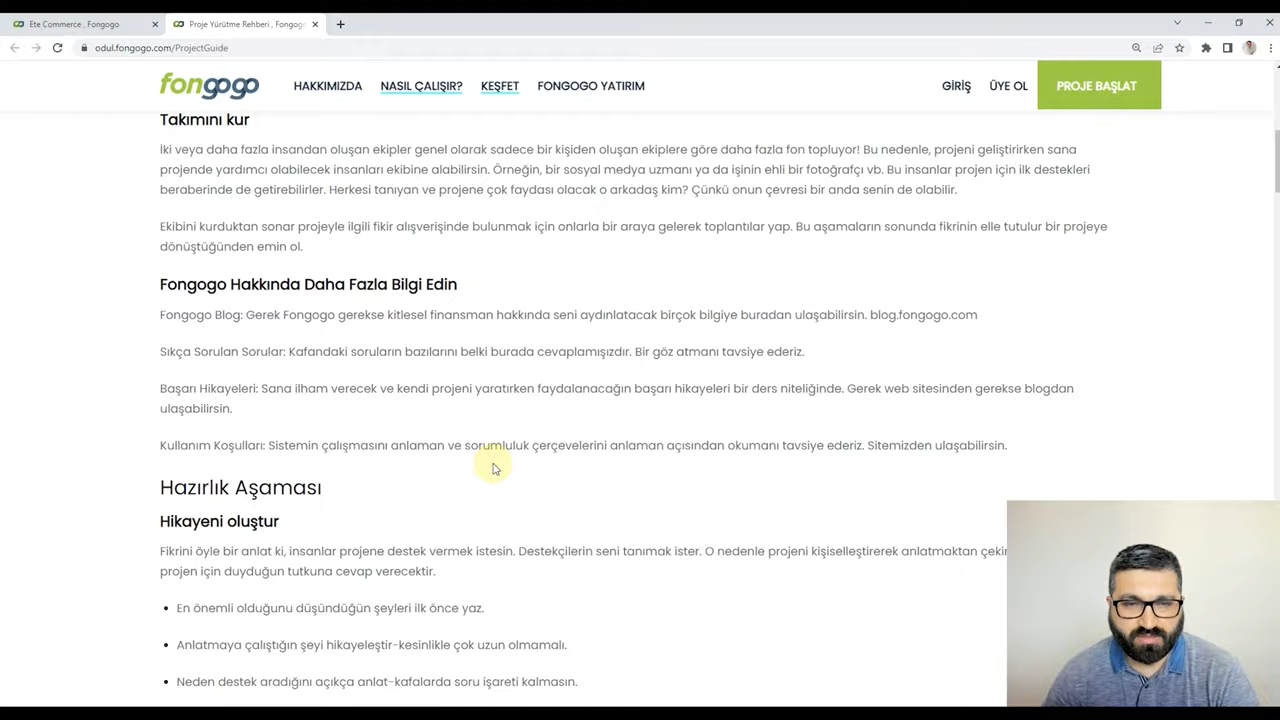 Ete Commerce , Fongogo
Proje Yürütme Rehberi , Fongogo
odul.fongogo.com/ProjectGuide
fongogo
HAKKIMIZDA
NASIL ÇALIŞIR?
KEŞFET
FONGOGO YATIRIM
GİRİŞ
ÜYE OL
PROJE BAŞLAT
Takımını kur
İki veya daha fazla insandan oluşan ekipler genel olarak sadece bir kişiden oluşan ekiplere göre daha fazla fon topluyor! Bu nedenle, projeni geliştirirken sana
projende yardımcı olabilecek insanları ekibine alabilirsin. Örneğin, bir sosyal medya uzmanı ya da işinin ehli bir fotoğrafçı vb. Bu insanlar projen için ilk destekleri
beraberinde de getirebilirler. Herkesi tanıyan ve projene çok faydası olacak o arkadaş kim? Çünkü onun çevresi bir anda senin de olabilir.
Ekibini kurduktan sonar projeyle ilgili fikir alışverişinde bulunmak için onlarla bir araya gelerek toplantılar yap. Bu aşamaların sonunda fikrinin elle tutulur bir projeye
dönüştüğünden emin ol.
Fongogo Hakkında Daha Fazla Bilgi Edin
Fongogo Blog: Gerek Fongogo gerekse kitlesel finansman hakkında seni aydınlatacak birçok bilgiye buradan ulaşabilirsin. blog.fongogo.com
Sıkça Sorulan Sorular: Kafandaki soruların bazılarını belki burada cevaplamışızdır. Bir göz atmanı tavsiye ederiz.
Başarı Hikayeleri: Sana ilham verecek ve kendi projeni yaratırken faydalanacağın başarı hikayeleri bir ders niteliğinde. Gerek web sitesinden gerekse blogdan
ulaşabilirsin.
Kullanım Koşulları: Sistemin çalışmasını anlaman ve sorumluluk çerçevelerini anlaman açısından okumanı tavsiye ederiz. Sitemizden ulaşabilirsin.
Hazırlık Aşaması
Hikayeni oluştur
Fikrini öyle bir anlat ki, insanlar projene destek vermek istesin. Destekçilerin seni tanımak ister. O nedenle projeni kişiselleştirerek anlatmaktan
projen için duyduğun tutkuna cevap verecektir.
• En önemli olduğunu düşündüğün şeyleri ilk önce yaz.
• Anlatmaya çalıştığın şeyi hikayeleştir-kesinlikle çok uzun olmamalı.
• Neden destek aradığını açıkça anlat-kafalarda soru işareti kalmasın.